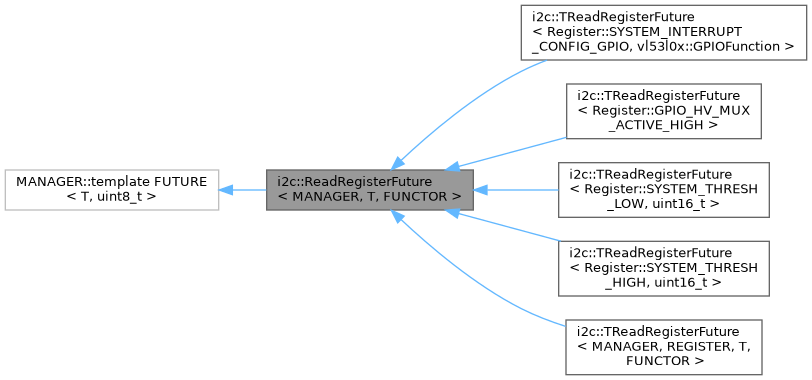 i2c::TReadRegisterFuture
< Register::SYSTEM_INTERRUPT
_CONFIG_GPIO, vl53l0x::GPIOFunction >
i2c::TReadRegisterFuture
< Register::GPIO_HV_MUX
_ACTIVE_HIGH >
MANAGER::template FUTURE
< T, uint8_t >
i2c::ReadRegisterFuture
< MANAGER, T, FUNCTOR >
i2c::TReadRegisterFuture
< Register::SYSTEM_THRESH
_LOW, uint16_t >
i2c::TReadRegisterFuture
< Register::SYSTEM_THRESH
_HIGH, uint16_t >
i2c::TReadRegisterFuture
< MANAGER, REGISTER, T,
FUNCTOR >